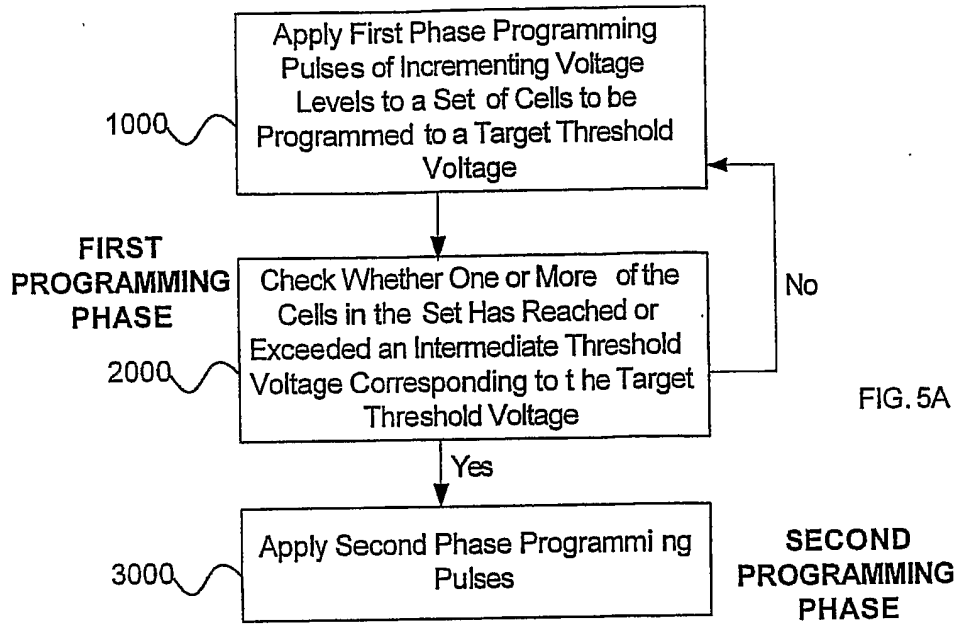 Apply First Phase Programming
Pulses of Incrementing Voltage
Levels to a Set of Cells to be
Programmed to a Target Threshold
Voltage
1000
FIRST
PROGRAMMING
PHASE
Check Whether One or More of the
Cells in the Set Has Reached or
Exceeded an Intermediate Threshold
Voltage Corresponding to t he Target
Threshold Voltage
2000
No
FIG. 5A
Yes
Apply Second Phase Programmi ng
Pulses
3000
SECOND
PROGRAMMING
PHASE